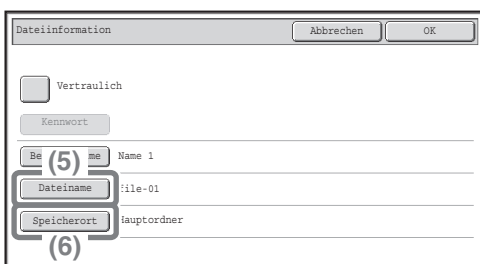 Dateiinformation Abbrechen OK
Vertraulich
Kennwort
(5) Name 1
Dateiname file-01
Speicherort Hauptordner
(6)